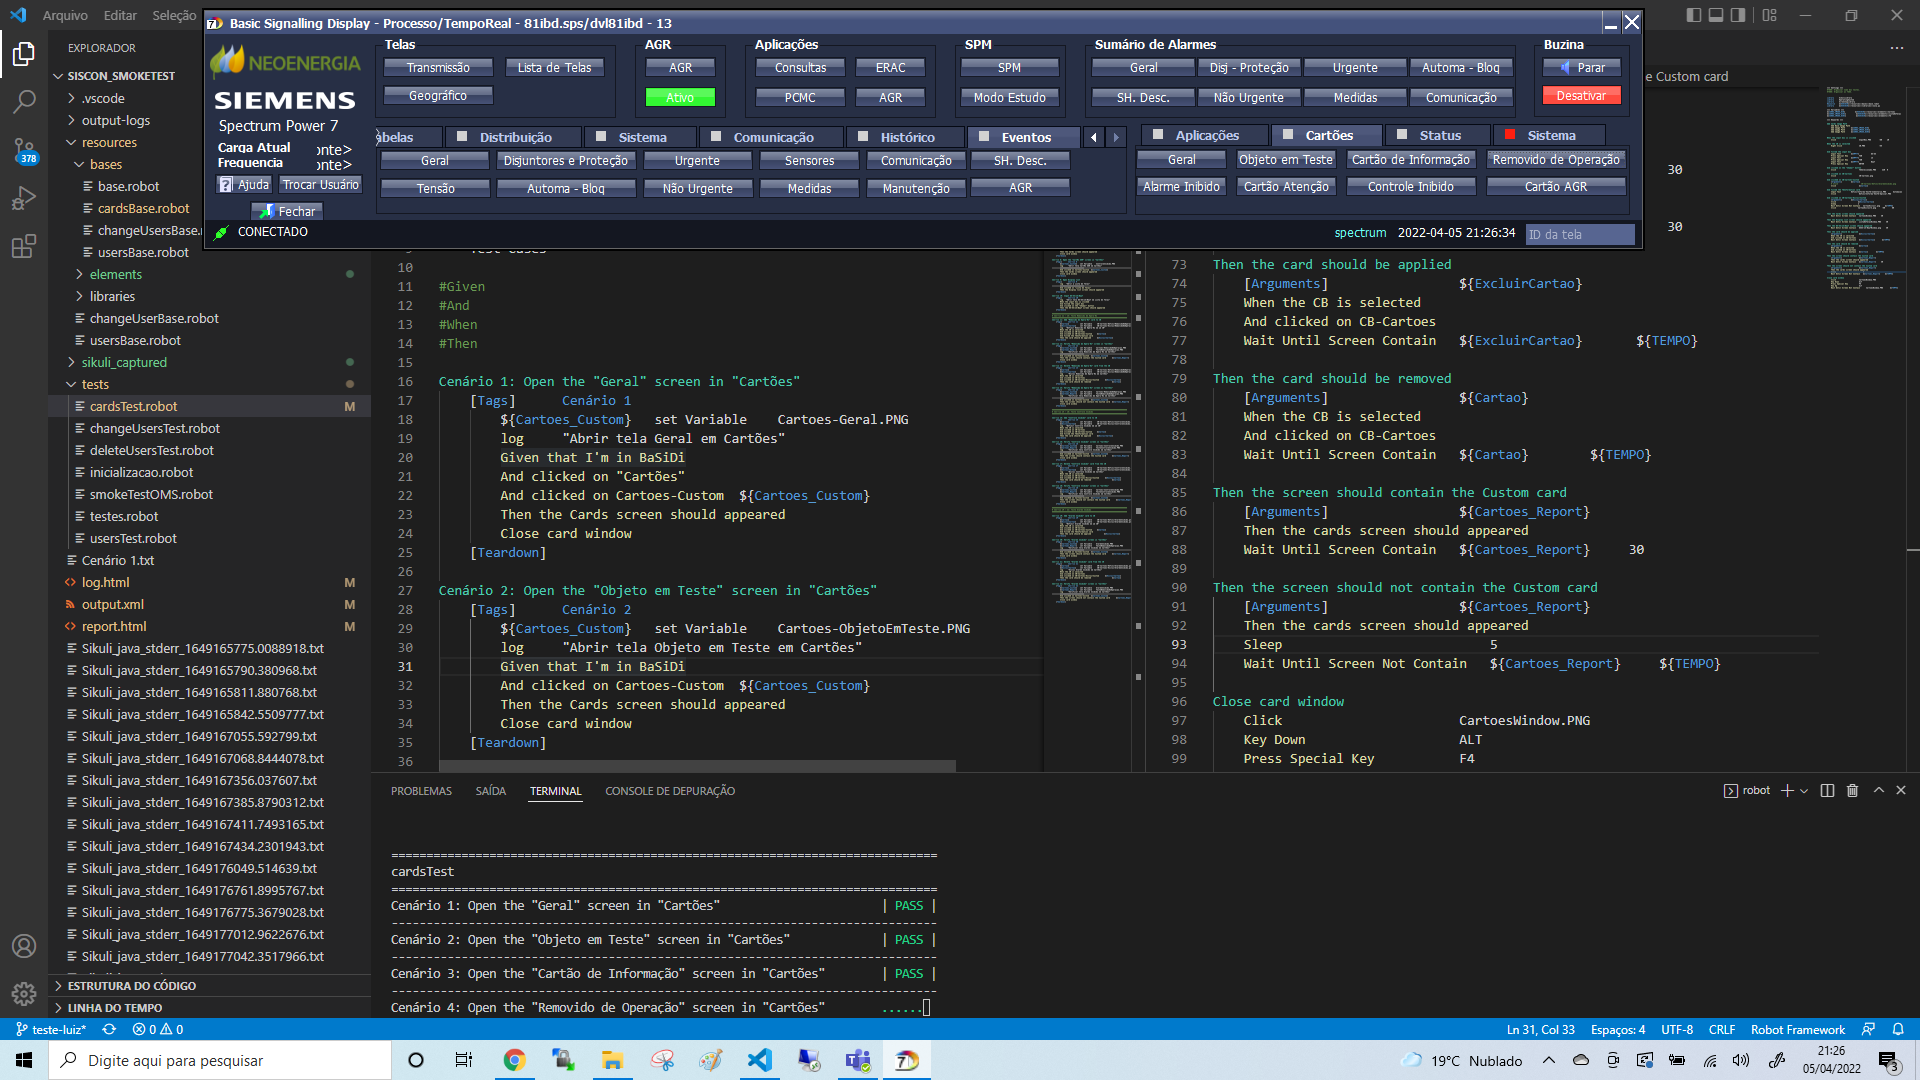 Arquivo Editar Seleção
Basic Signalling Display - Processo/TempoReal - 81ibd.sps/dvl81ibd - 13
NEOENERGIA
SIEMENS
Spectrum Power 7
Carga Atual onte>
Frequencia onte>
Ajuda Trocar Usuário
Fechar
Telas
Transmissão Lista de Telas
Geográfico
AGR
AGR
Ativo
Aplicações
Consultas ERAC
PCMC AGR
SPM
SPM
Modo Estudo
Sumário de Alarmes
Geral Disj - Proteção Urgente Automa - Bloq
SH. Desc. Não Urgente Medidas Comunicação
Buzina
Parar
Desativar
abelas Distribuição Sistema Comunicação Histórico Eventos
Geral Disjuntores e Proteção Urgente Sensores Comunicação SH. Desc.
Tensão Automa - Bloq Não Urgente Medidas Manutenção AGR
Aplicações Cartões Status Sistema
Geral Objeto em Teste Cartão de Informação Removido de Operação
Alarme Inibido Cartão Atenção Controle Inibido Cartão AGR
CONECTADO spectrum 2022-04-05 21:26:34 ID da tela
e Custom card
EXPLORADOR
SISCON_SMOKETEST
.vscode
output-logs
resources
bases
base.robot
cardsBase.robot
changeUsersBase.
usersBase.robot
elements
libraries
changeUserBase.robot
usersBase.robot
sikuli_captured
tests
cardsTest.robot M
changeUsersTest.robot
deleteUsersTest.robot
inicializacao.robot
smokeTestOMS.robot
testes.robot
usersTest.robot
Cenário 1.txt
log.html M
output.xml M
report.html M
Sikuli_java_stderr_1649165775.0088918.txt
Sikuli_java_stderr_1649165790.380968.txt
Sikuli_java_stderr_1649165811.880768.txt
Sikuli_java_stderr_1649165842.5509777.txt
Sikuli_java_stderr_1649167055.592799.txt
Sikuli_java_stderr_1649167068.8444078.txt
Sikuli_java_stderr_1649167356.037607.txt
Sikuli_java_stderr_1649167385.8790312.txt
Sikuli_java_stderr_1649167411.7493165.txt
Sikuli_java_stderr_1649167434.2301943.txt
Sikuli_java_stderr_1649176049.514639.txt
Sikuli_java_stderr_1649176761.8995767.txt
Sikuli_java_stderr_1649176775.3679028.txt
Sikuli_java_stderr_1649177012.9622676.txt
Sikuli_java_stderr_1649177042.3517966.txt
ESTRUTURA DO CÓDIGO
LINHA DO TEMPO
378
10
11 #Given
12 #And
13 #When
14 #Then
15
16 Cenário 1: Open the "Geral" screen in "Cartões"
17 [Tags] Cenário 1
18 ${Cartoes_Custom} set Variable Cartoes-Geral.PNG
19 log "Abrir tela Geral em Cartões"
20 Given that I'm in BaSiDi
21 And clicked on "Cartões"
22 And clicked on Cartoes-Custom ${Cartoes_Custom}
23 Then the Cards screen should appeared
24 Close card window
25 [Teardown]
26
27 Cenário 2: Open the "Objeto em Teste" screen in "Cartões"
28 [Tags] Cenário 2
29 ${Cartoes_Custom} set Variable Cartoes-ObjetoEmTeste.PNG
30 log "Abrir tela Objeto em Teste em Cartões"
31 Given that I'm in BaSiDi
32 And clicked on Cartoes-Custom ${Cartoes_Custom}
33 Then the Cards screen should appeared
34 Close card window
35 [Teardown]
36
30
30
73 Then the card should be applied
74 [Arguments] ${ExcluirCartao}
75 When the CB is selected
76 And clicked on CB-Cartoes
77 Wait Until Screen Contain ${ExcluirCartao} ${TEMPO}
78
79 Then the card should be removed
80 [Arguments] ${Cartao}
81 When the CB is selected
82 And clicked on CB-Cartoes
83 Wait Until Screen Contain ${Cartao} ${TEMPO}
84
85 Then the screen should contain the Custom card
86 [Arguments] ${Cartoes_Report}
87 Then the cards screen should appeared
88 Wait Until Screen Contain ${Cartoes_Report} 30
89
90 Then the screen should not contain the Custom card
91 [Arguments] ${Cartoes_Report}
92 Then the cards screen should appeared
93 Sleep 5
94 Wait Until Screen Not Contain ${Cartoes_Report} ${TEMPO}
95
96 Close card window
97 Click CartoesWindow.PNG
98 Key Down ALT
99 Press Special Key F4
PROBLEMAS SAÍDA TERMINAL CONSOLE DE DEPURAÇÃO robot
==============================================================================
cardsTest
==============================================================================
Cenário 1: Open the "Geral" screen in "Cartões" | PASS |
------------------------------------------------------------------------------
Cenário 2: Open the "Objeto em Teste" screen in "Cartões" | PASS |
------------------------------------------------------------------------------
Cenário 3: Open the "Cartão de Informação" screen in "Cartões" | PASS |
------------------------------------------------------------------------------
Cenário 4: Open the "Removido de Operação" screen in "Cartões" ......
teste-luiz* 0 0 Ln 31, Col 33 Espaços: 4 UTF-8 CRLF Robot Framework
Digite aqui para pesquisar 19°C Nublado 21:26
05/04/2022 3